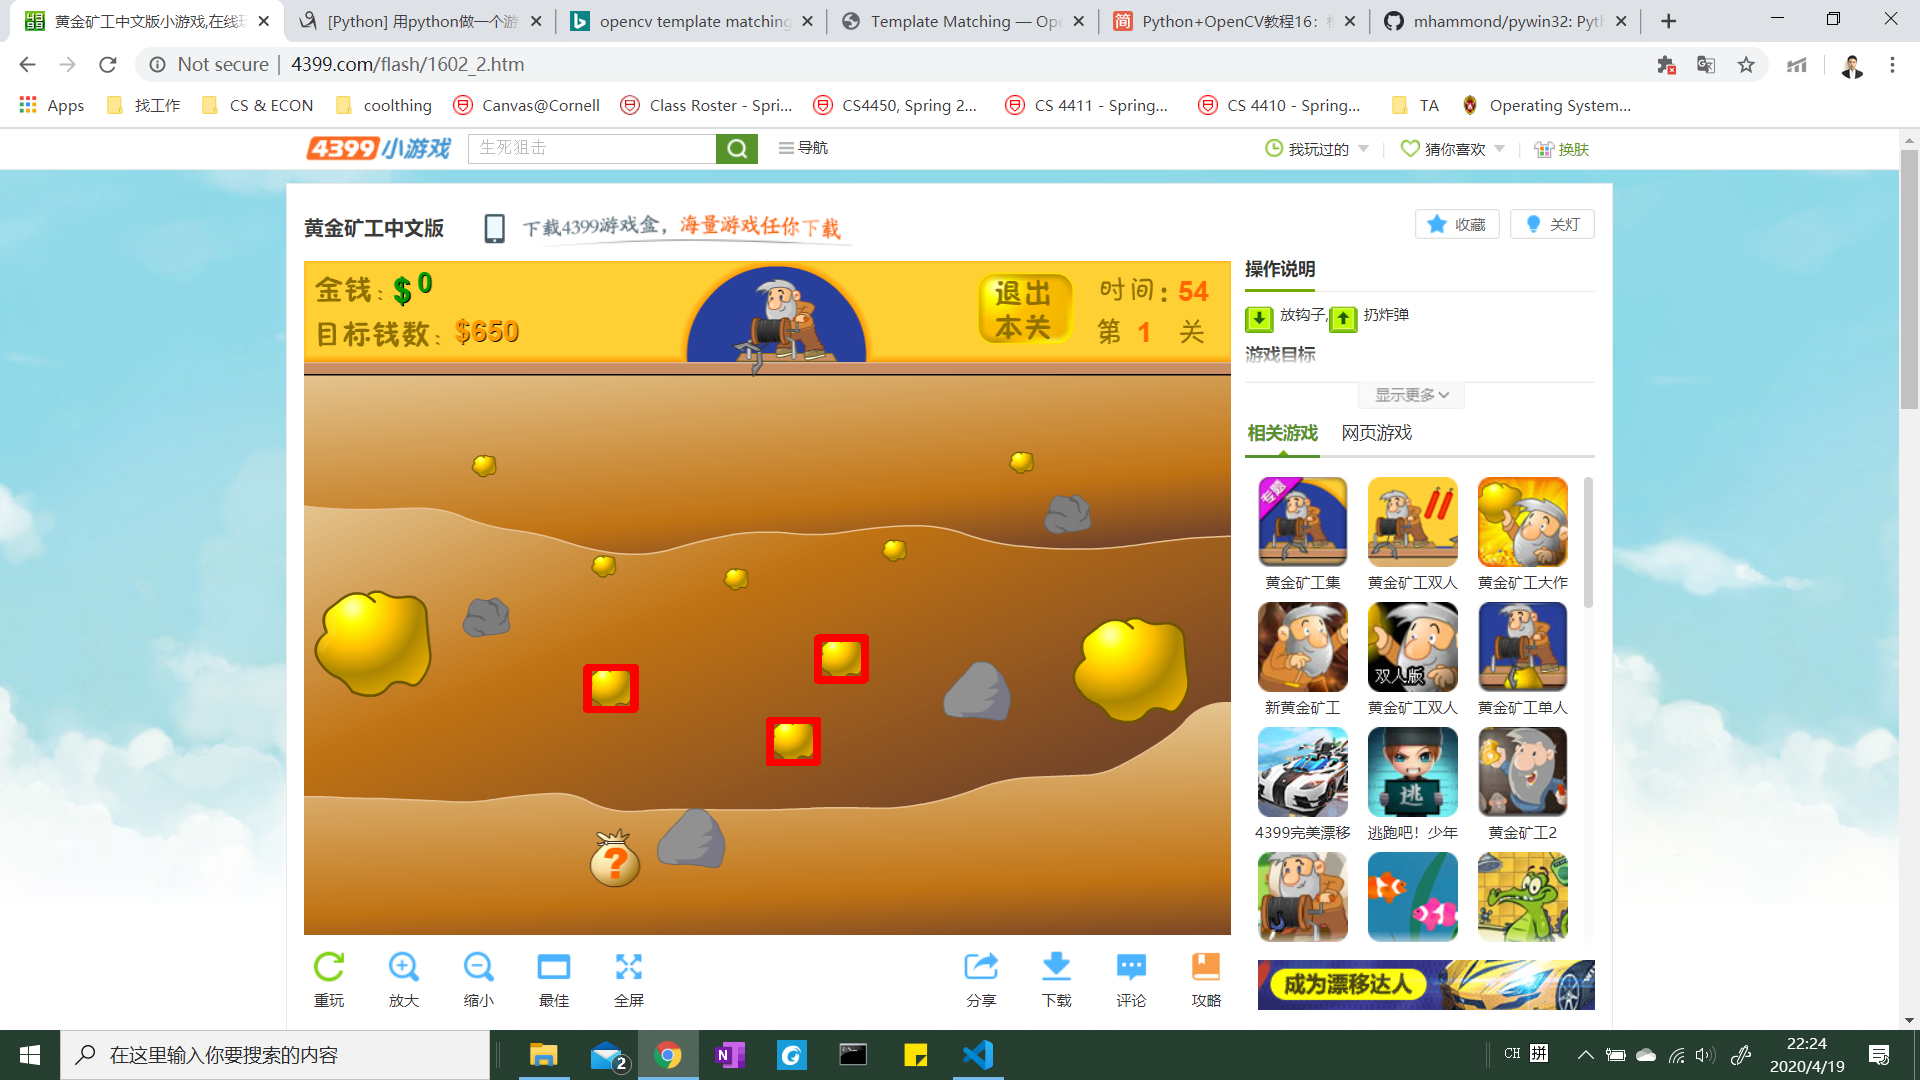 黄金矿工中文版小游戏,在线玩
[Python] 用python做一个游
opencv template matching
Template Matching — Ope
Python+OpenCV教程16：
mhammond/pywin32: Pyth
Not secure | 4399.com/flash/1602_2.htm
Apps 找工作 CS & ECON coolthing Canvas@Cornell Class Roster - Spri... CS4450, Spring 2... CS 4411 - Spring... CS 4410 - Spring... TA Operating System...
4399小游戏 生死狙击 导航 我玩过的 猜你喜欢 换肤
黄金矿工中文版 下载4399游戏盒，海量游戏任你下载 收藏 关灯
金钱：$0
目标钱数：$650
退出
本关
时间：54
第 1 关
操作说明
放钩子, 扔炸弹
游戏目标
显示更多
相关游戏 网页游戏
专题
黄金矿工集 黄金矿工双人 黄金矿工大作
双人版
新黄金矿工 黄金矿工双人 黄金矿工单人
逃
4399完美漂移 逃跑吧！少年 黄金矿工2
?
重玩 放大 缩小 最佳 全屏 分享 下载 评论 攻略
成为漂移达人
在这里输入你要搜索的内容
2
N
CH 拼
22:24
2020/4/19